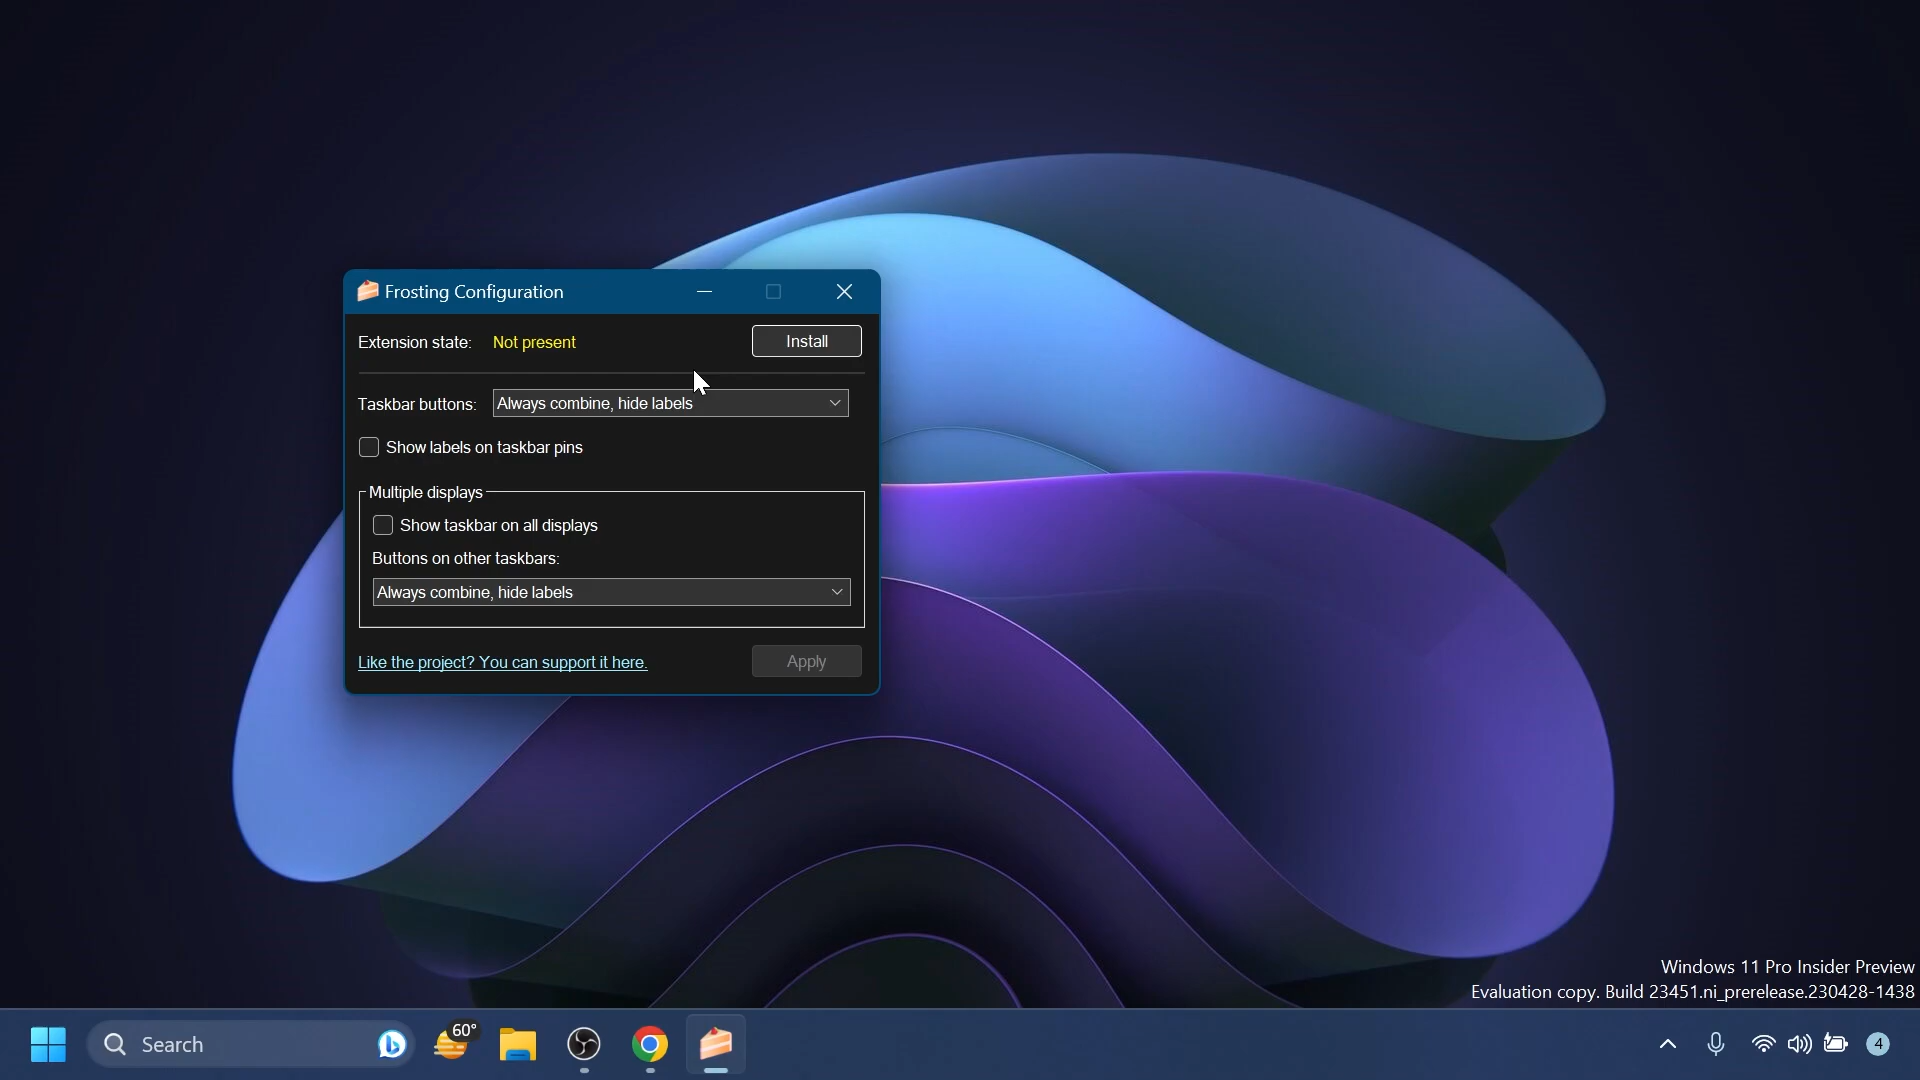 Frosting Configuration
Extension state: Not present Install
Taskbar buttons: Always combine, hide labels
Show labels on taskbar pins
Multiple displays
Show taskbar on all displays
Buttons on other taskbars:
Always combine, hide labels
Like the project? You can support it here. Apply
Windows 11 Pro Insider Preview
Evaluation copy. Build 23451.ni_prerelease.230428-1438
Search 60° 4